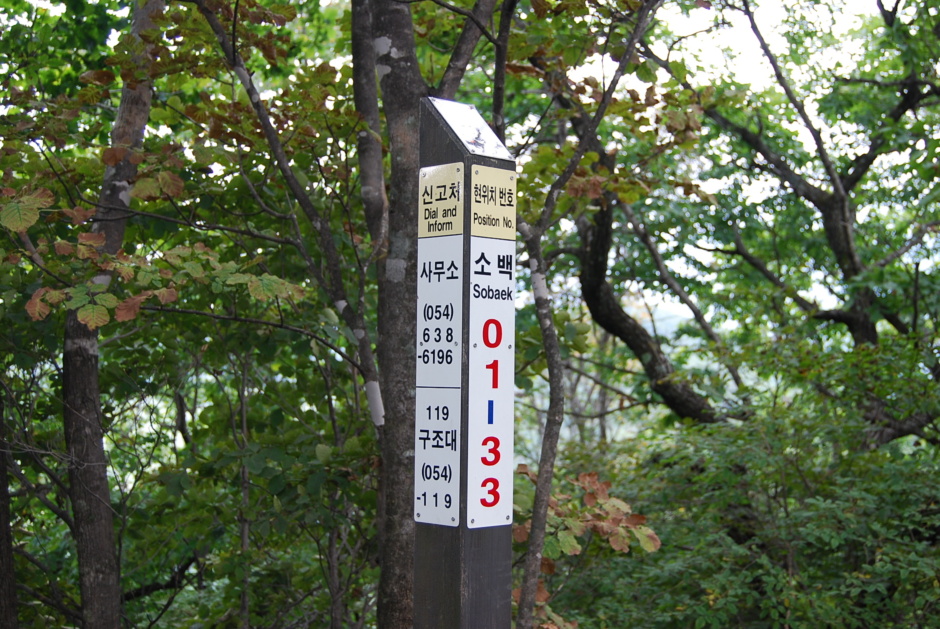 신고처
Dial and
Inform
사무소
(054)
638
-6196
119
구조대
(054)
-119
현위치 번호
Position No.
소백
Sobaek
01-33